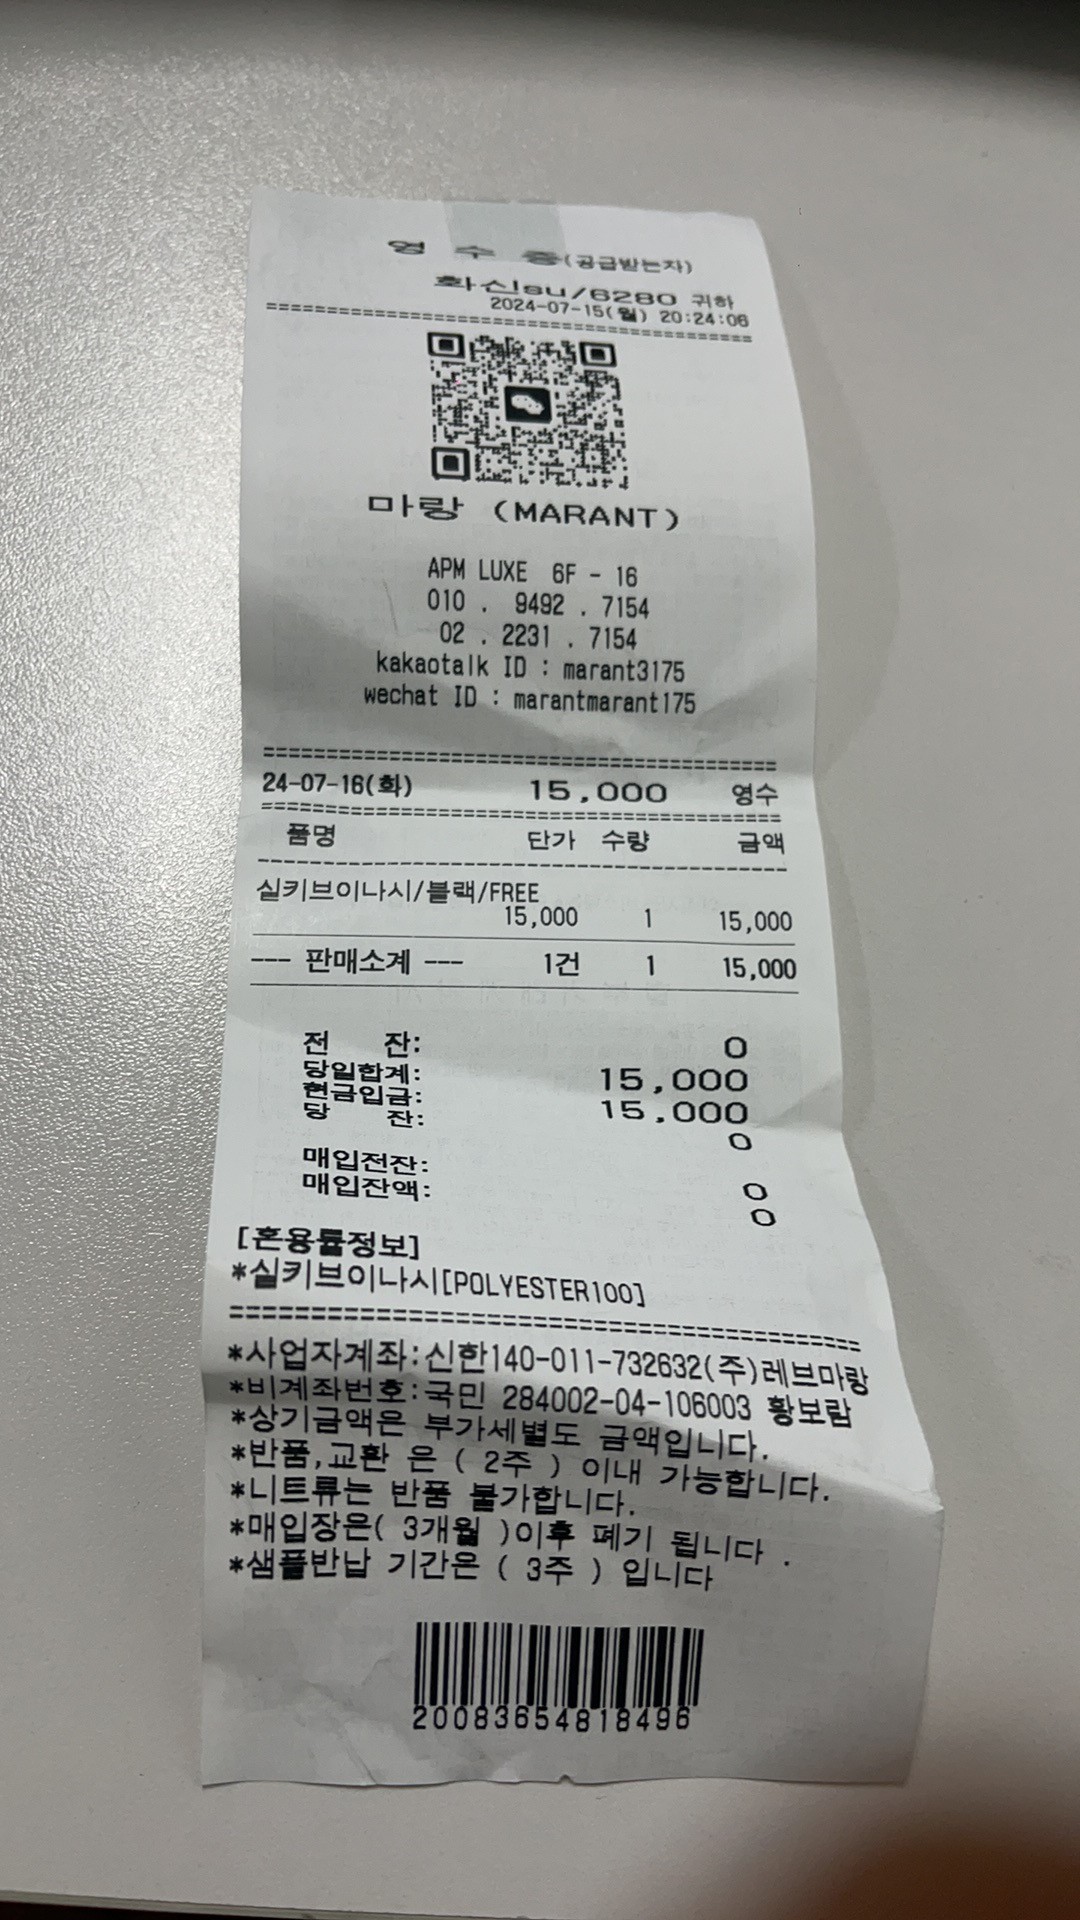 영 수 증(공급받는자)
화신!su/6280 귀하
2024-07-15(월) 20:24:06
마랑 (MARANT)
APM LUXE 6F - 16
010 . 9492 . 7154
02 . 2231 . 7154
kakaotalk ID : marant3175
wechat ID : marantmarant175
24-07-16(화) 15,000 영수
품명 단가 수량 금액
실키브이나시/블랙/FREE
15,000 1 15,000
--- 판매소계 --- 1건 1 15,000
전 잔: 0
당일합계: 15,000
현금입금: 15,000
당 잔: 0
매입전잔: 0
매입잔액: 0
[혼용률정보]
*실키브이나시[POLYESTER100]
*사업자계좌:신한140-011-732632(주)레브마랑
*비계좌번호:국민 284002-04-106003 황보람
*상기금액은 부가세별도 금액입니다.
*반품,교환 은 ( 2주 ) 이내 가능합니다.
*니트류는 반품 불가합니다.
*매입장은( 3개월 )이후 폐기 됩니다 .
*샘플반납 기간은 ( 3주 ) 입니다
20083654818496